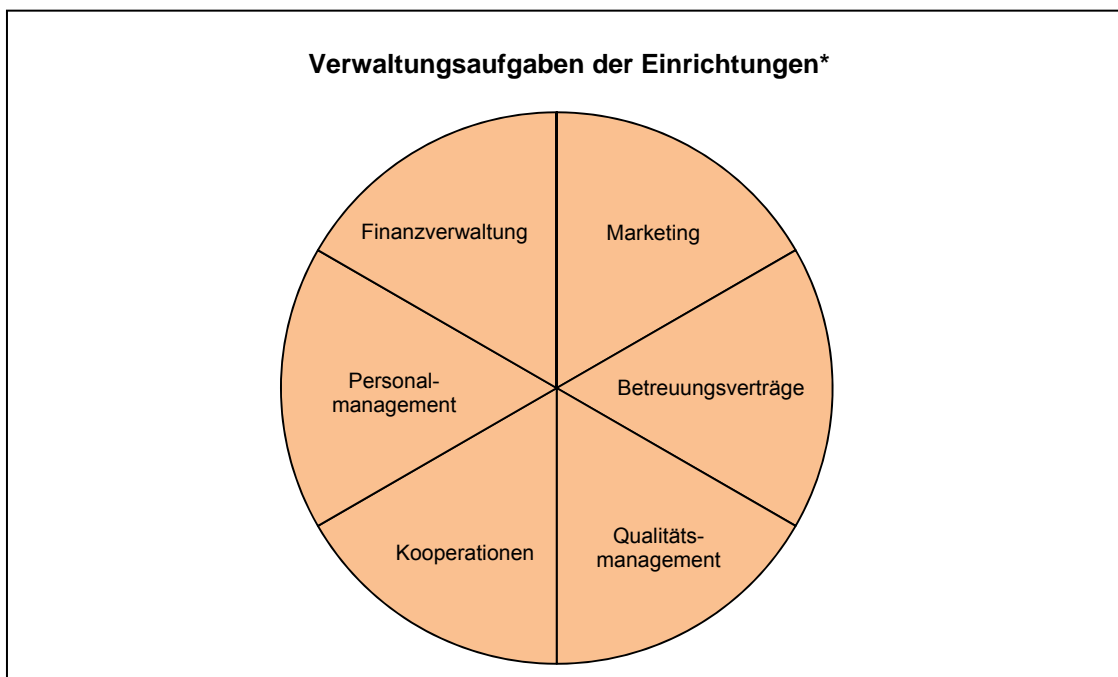 Verwaltungsaufgaben der Einrichtungen*
Finanzverwaltung
Marketing
Personal-
management
Betreuungsverträge
Kooperationen
Qualitäts-
management